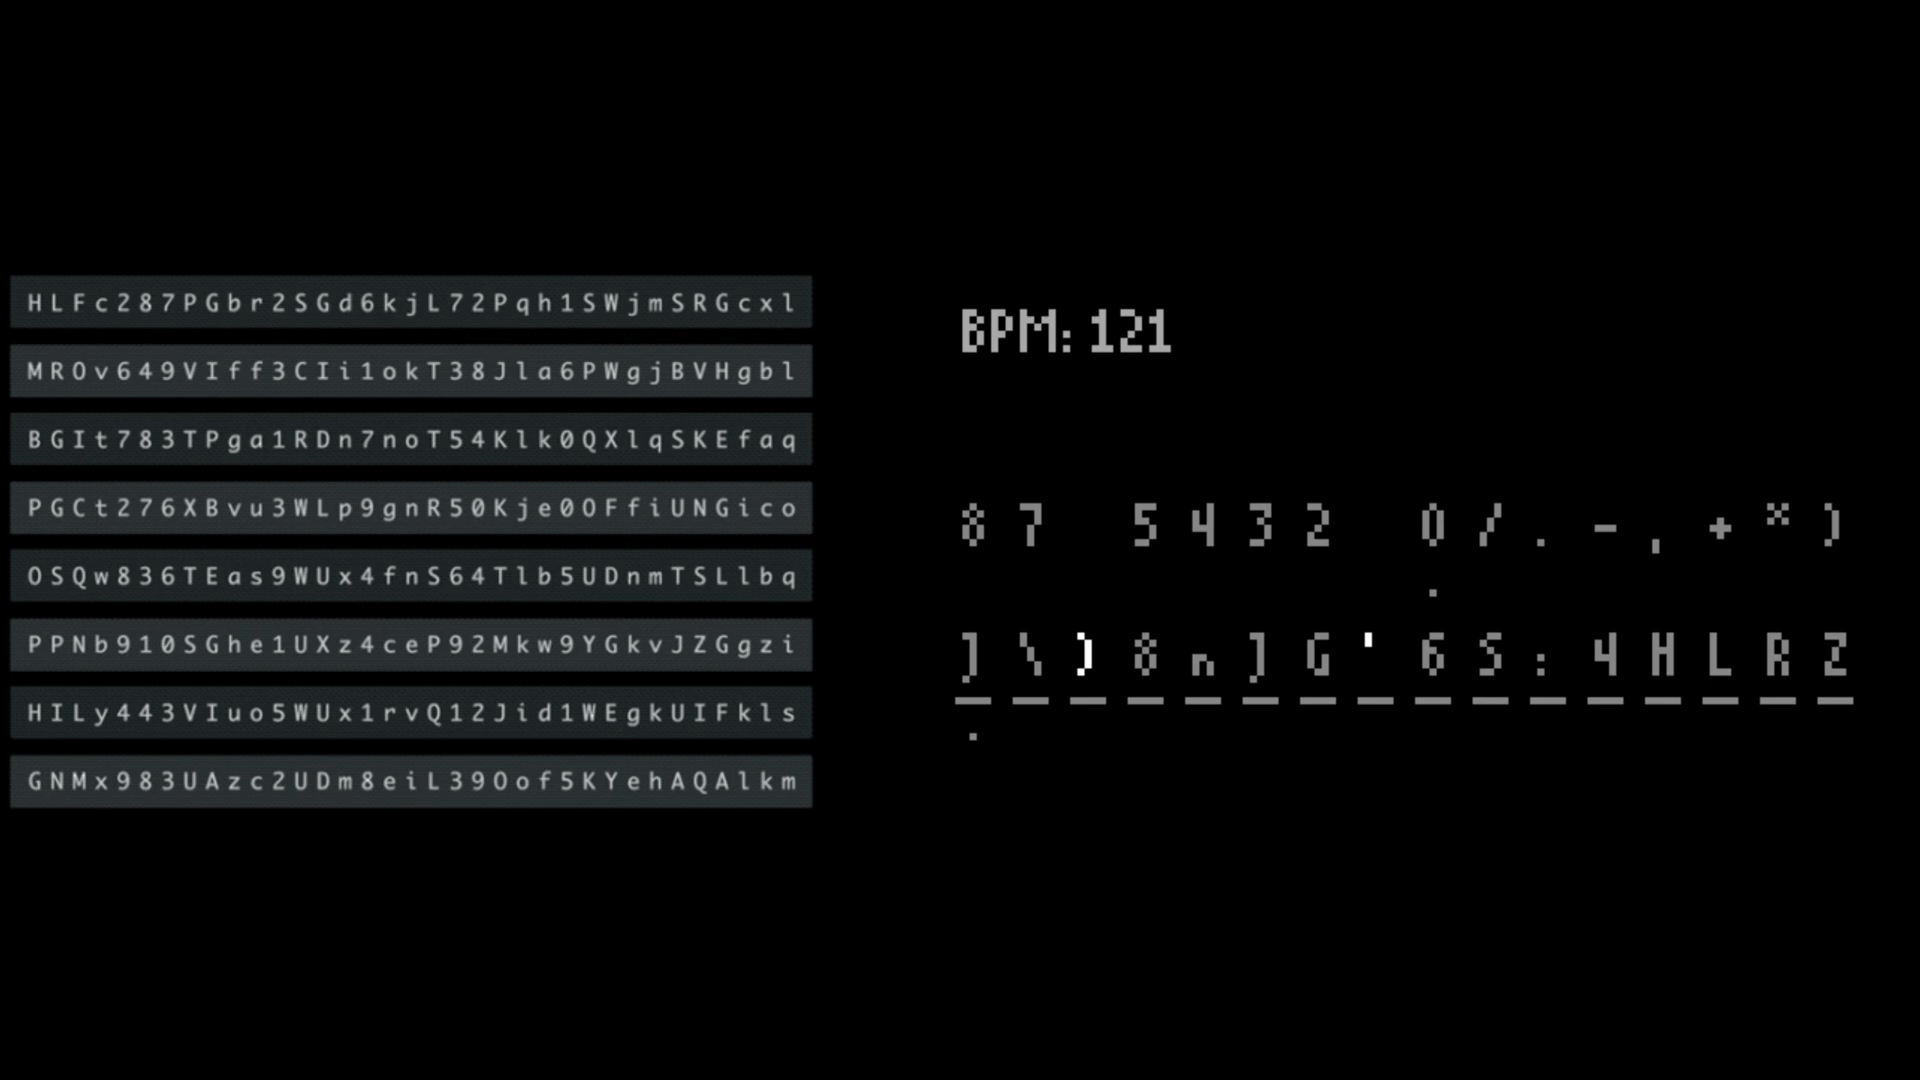 HLFc287PGbr2SGd6kjL72Pqh1SWjmSRGcxl
MROv649VIff3CIi1okT38Jla6PWgjBVHgbl
BGIt783TPga1RDn7noT54Klk0QXlqSKEfaq
PGCt276XBvu3WLp9gnR50Kje0OFfiUNGico
OSQw836TEas9WUx4fnS64Tlb5UDnmTSLlbq
PPNb910SGhe1UXz4ceP92Mkw9YGkvJZGgzi
HILy443VIuo5WUx1rvQ12Jid1WEgkUIFkls
GNMx983UAzc2UDm8eiL39Oof5KYehAQAlkm
BPM: 121
8 7 5 4 3 2 0 / . - , + * )
.
] \ ) 8 n ] G ' 6 S : 4 H L R Z
_ _ _ _ _ _ _ _ _ _ _ _ _ _ _ _
.